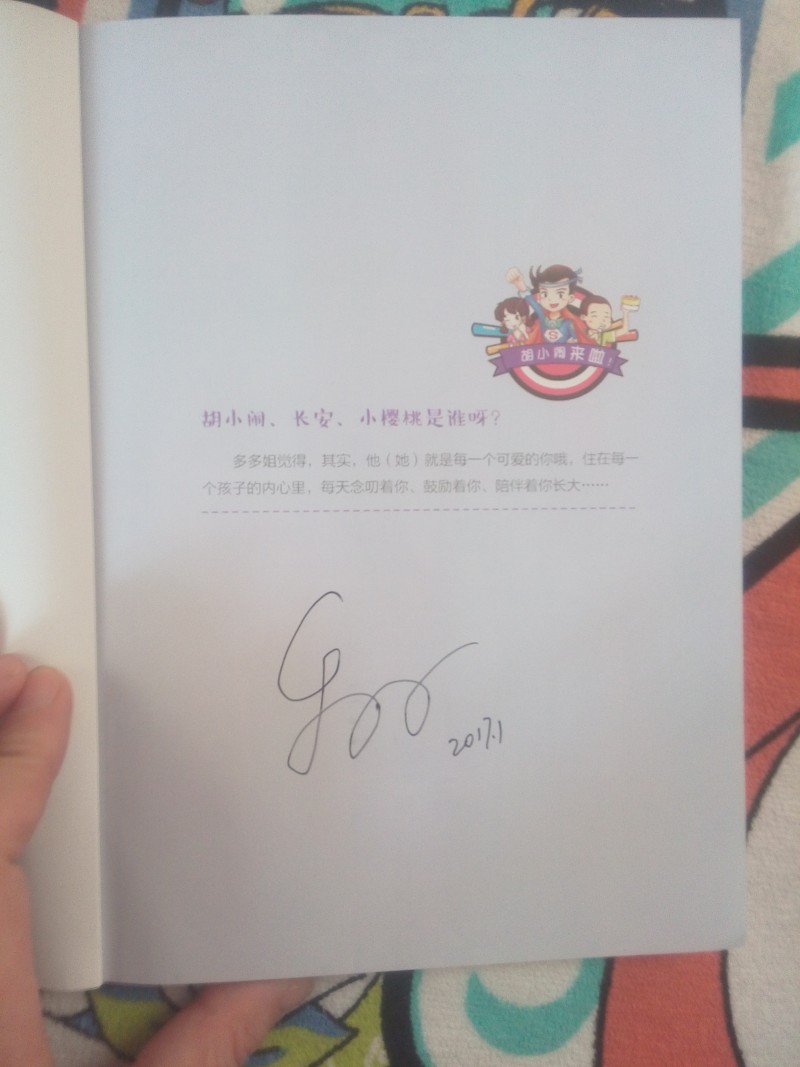 胡小闹来啦！
胡小闹、长安、小樱桃是谁呀？
多多姐觉得，其实，他（她）就是每一个可爱的你哦，住在每一
个孩子的内心里，每天念叨着你、鼓励着你、陪伴着你长大……
2017.1